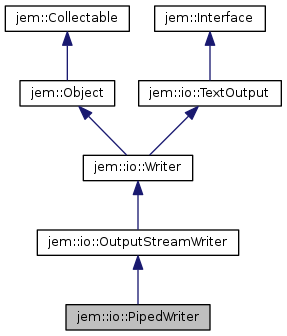 jem::Collectable
jem::Interface
jem::Object
jem::io::TextOutput
jem::io::Writer
jem::io::OutputStreamWriter
jem::io::PipedWriter